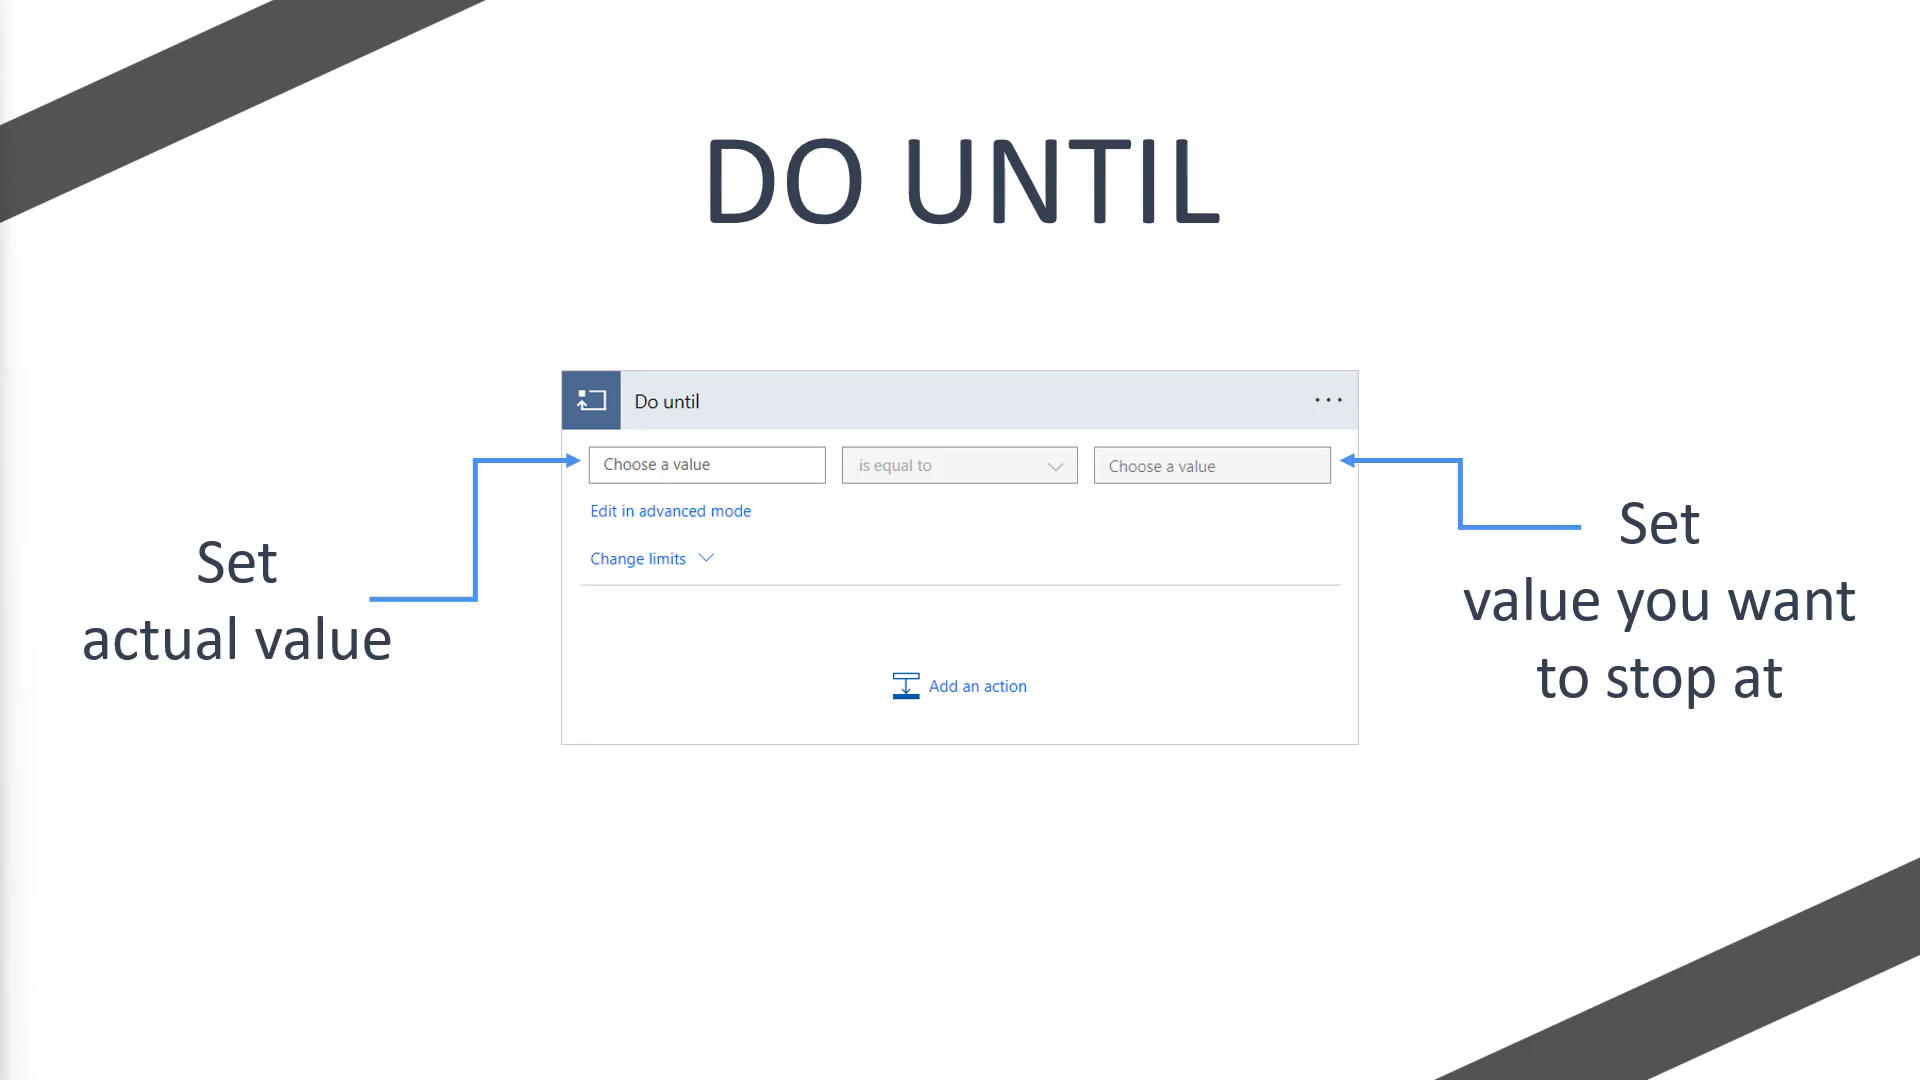 DO UNTIL
Do until
Choose a value
is equal to
Choose a value
Edit in advanced mode
Change limits
Add an action
Set
actual value
Set
value you want
to stop at